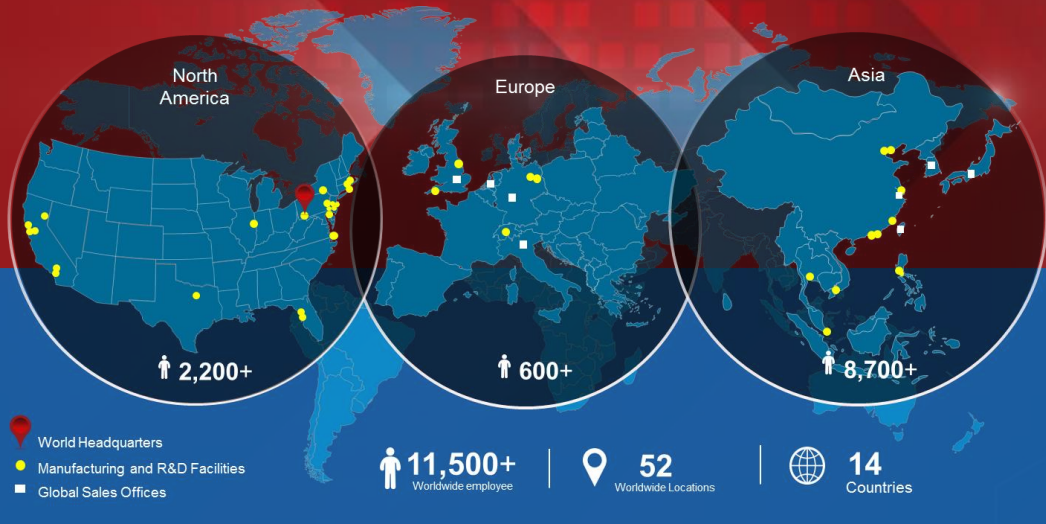 North
America
Europe
Asia
2,200+
600+
8,700+
World Headquarters
Manufacturing and R&D Facilities
Global Sales Offices
11,500+
Worldwide employee
52
Worldwide Locations
14
Countries